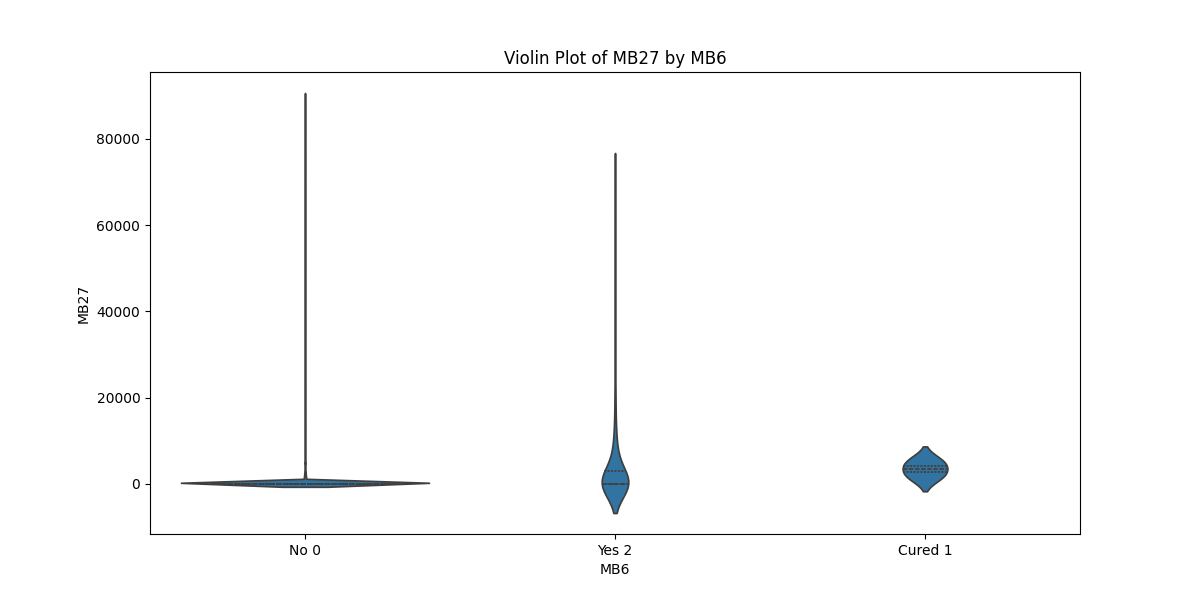 Violin Plot of MB27 by MB6
80000
60000
40000
20000
0
MB27
No 0
Yes 2
Cured 1
MB6